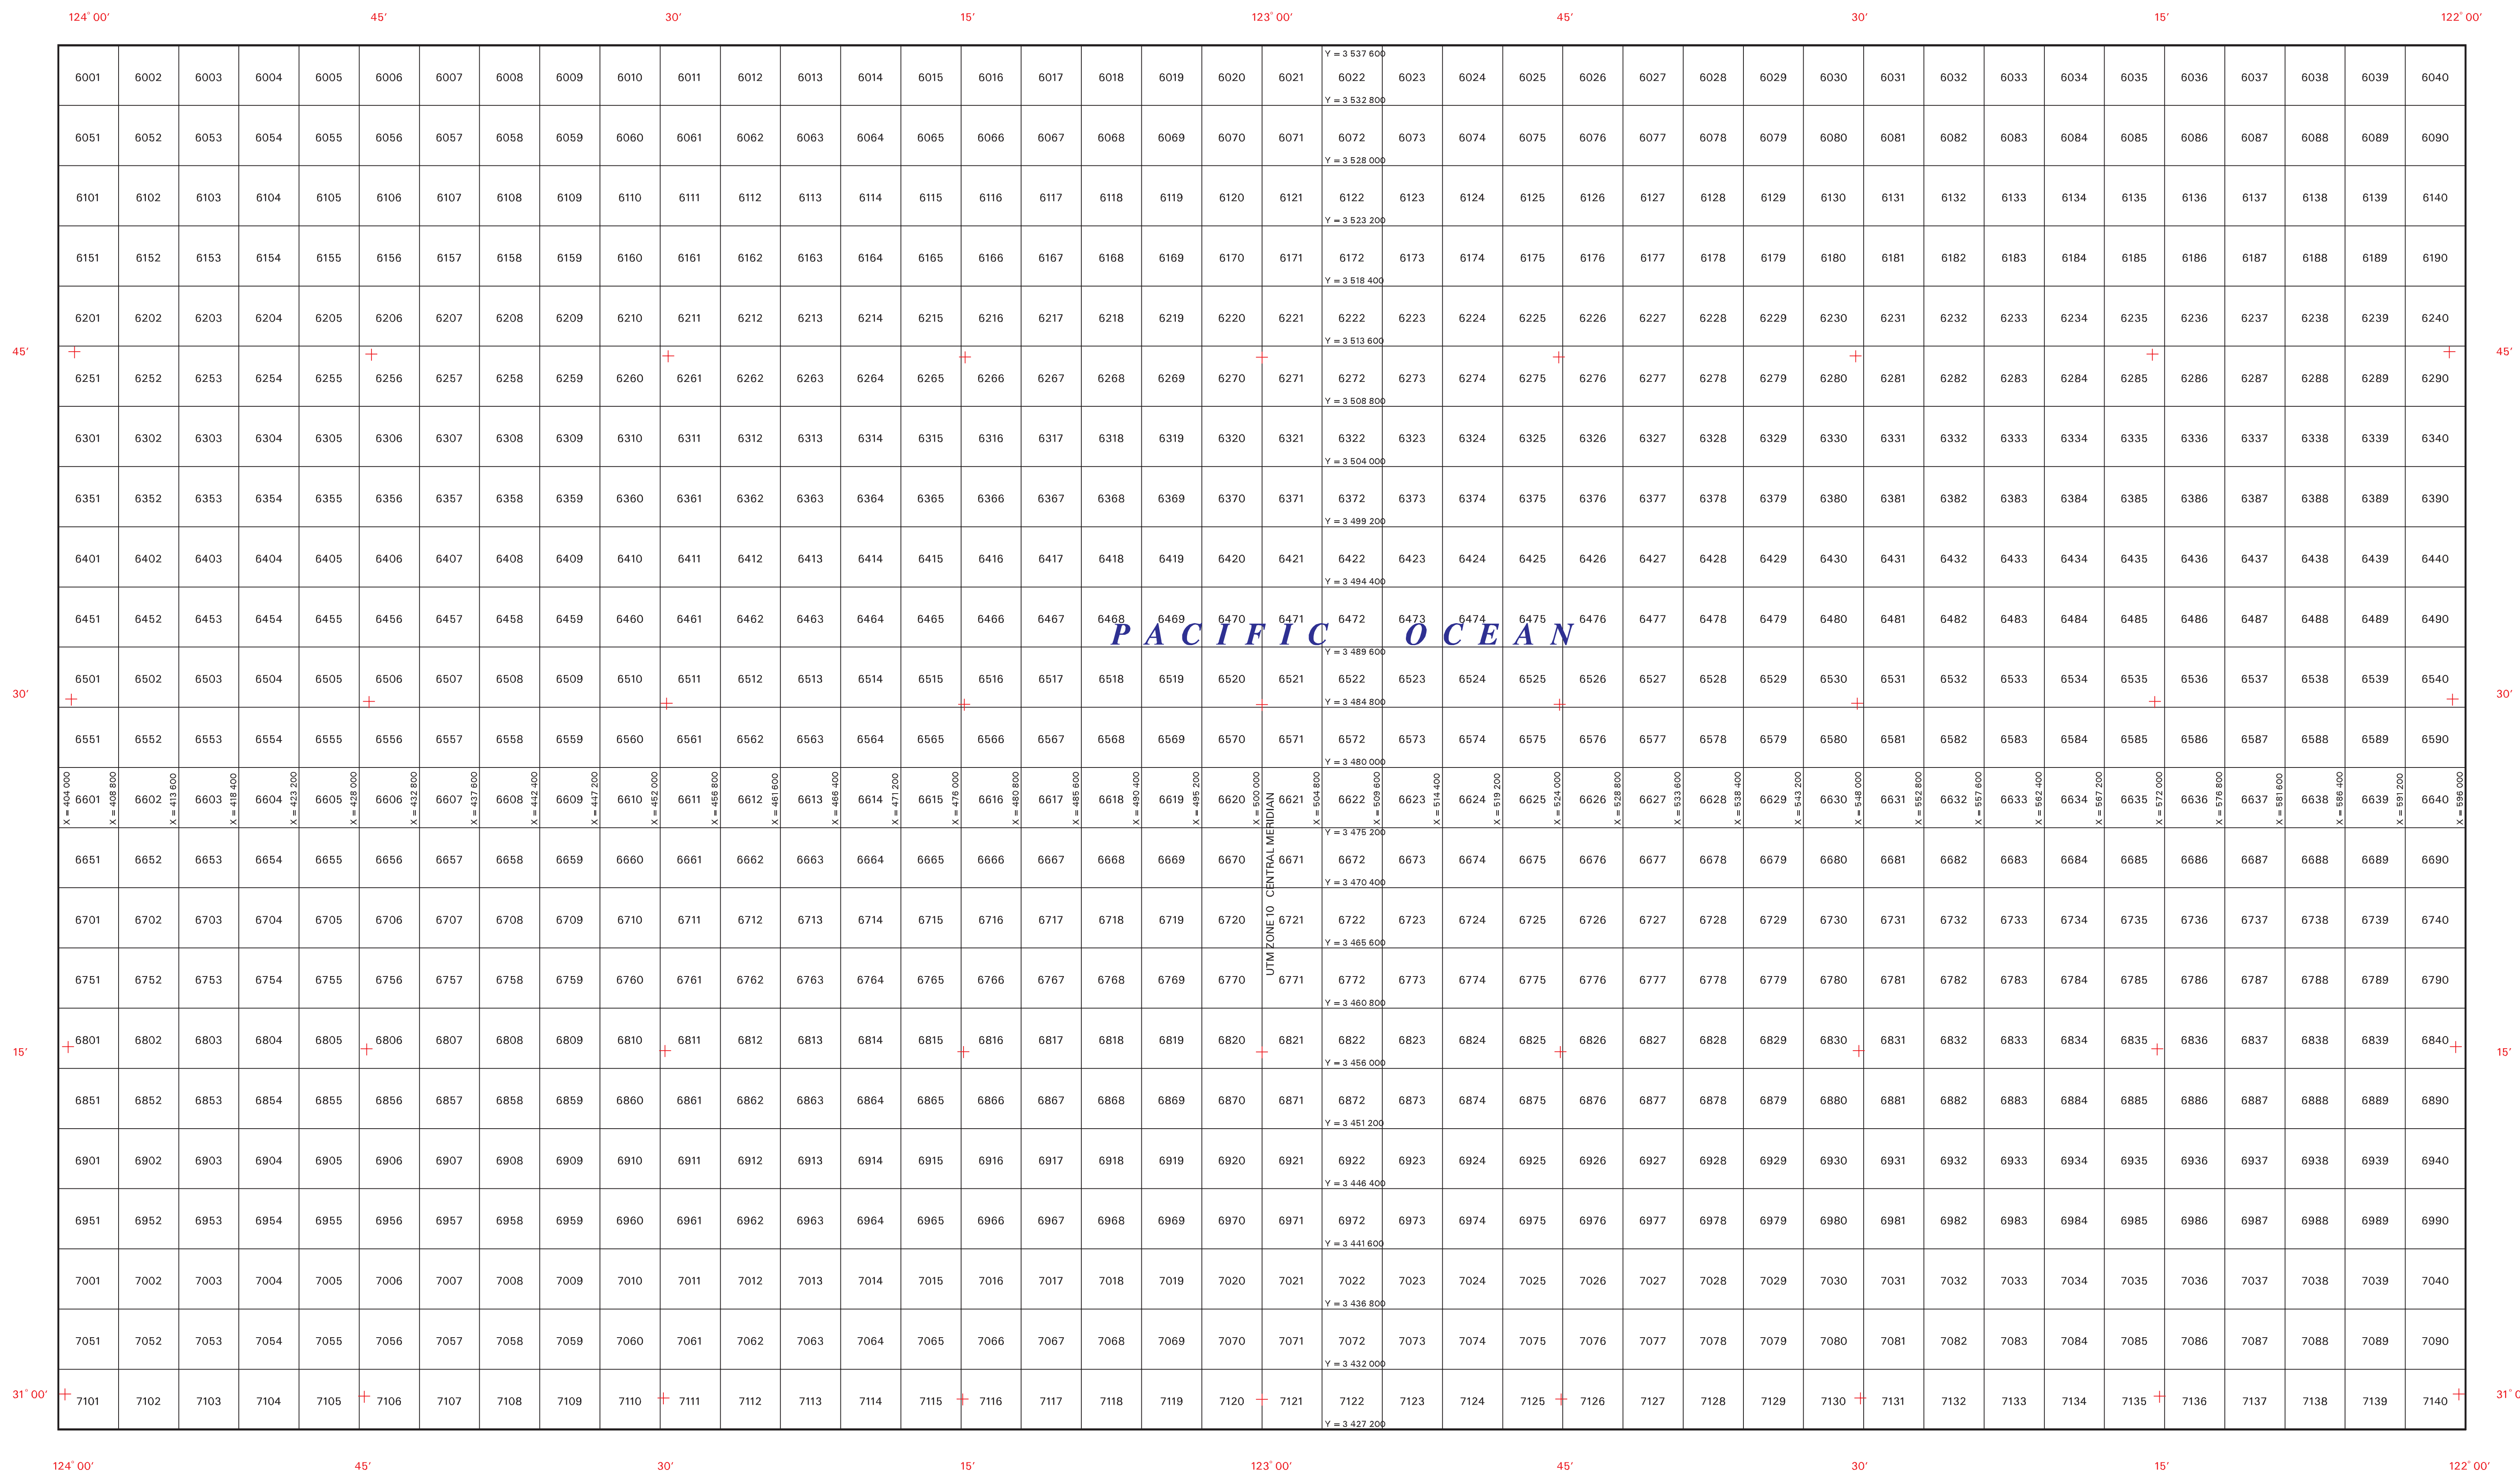 124° 00’ 45’ 30’ 15’ 123° 00’ 45’ 30’ 15’ 122° 00’
Y = 3 537 600
6001 6002 6003 6004 6005 6006 6007 6008 6009 6010 6011 6012 6013 6014 6015 6016 6017 6018 6019 6020 6021 6022 6023 6024 6025 6026 6027 6028 6029 6030 6031 6032 6033 6034 6035 6036 6037 6038 6039 6040
Y = 3 532 800
6051 6052 6053 6054 6055 6056 6057 6058 6059 6060 6061 6062 6063 6064 6065 6066 6067 6068 6069 6070 6071 6072 6073 6074 6075 6076 6077 6078 6079 6080 6081 6082 6083 6084 6085 6086 6087 6088 6089 6090
Y = 3 528 000
6101 6102 6103 6104 6105 6106 6107 6108 6109 6110 6111 6112 6113 6114 6115 6116 6117 6118 6119 6120 6121 6122 6123 6124 6125 6126 6127 6128 6129 6130 6131 6132 6133 6134 6135 6136 6137 6138 6139 6140
Y = 3 523 200
6151 6152 6153 6154 6155 6156 6157 6158 6159 6160 6161 6162 6163 6164 6165 6166 6167 6168 6169 6170 6171 6172 6173 6174 6175 6176 6177 6178 6179 6180 6181 6182 6183 6184 6185 6186 6187 6188 6189 6190
Y = 3 518 400
6201 6202 6203 6204 6205 6206 6207 6208 6209 6210 6211 6212 6213 6214 6215 6216 6217 6218 6219 6220 6221 6222 6223 6224 6225 6226 6227 6228 6229 6230 6231 6232 6233 6234 6235 6236 6237 6238 6239 6240
Y = 3 513 600
45’ 45’
6251 6252 6253 6254 6255 6256 6257 6258 6259 6260 6261 6262 6263 6264 6265 6266 6267 6268 6269 6270 6271 6272 6273 6274 6275 6276 6277 6278 6279 6280 6281 6282 6283 6284 6285 6286 6287 6288 6289 6290
Y = 3 508 800
6301 6302 6303 6304 6305 6306 6307 6308 6309 6310 6311 6312 6313 6314 6315 6316 6317 6318 6319 6320 6321 6322 6323 6324 6325 6326 6327 6328 6329 6330 6331 6332 6333 6334 6335 6336 6337 6338 6339 6340
Y = 3 504 000
6351 6352 6353 6354 6355 6356 6357 6358 6359 6360 6361 6362 6363 6364 6365 6366 6367 6368 6369 6370 6371 6372 6373 6374 6375 6376 6377 6378 6379 6380 6381 6382 6383 6384 6385 6386 6387 6388 6389 6390
Y = 3 499 200
6401 6402 6403 6404 6405 6406 6407 6408 6409 6410 6411 6412 6413 6414 6415 6416 6417 6418 6419 6420 6421 6422 6423 6424 6425 6426 6427 6428 6429 6430 6431 6432 6433 6434 6435 6436 6437 6438 6439 6440
Y = 3 494 400
6451 6452 6453 6454 6455 6456 6457 6458 6459 6460 6461 6462 6463 6464 6465 6466 6467 6468 6469 6470 6471 6472 6473 6474 6475 6476 6477 6478 6479 6480 6481 6482 6483 6484 6485 6486 6487 6488 6489 6490
PACIFIC OCEAN
Y = 3 489 600
6501 6502 6503 6504 6505 6506 6507 6508 6509 6510 6511 6512 6513 6514 6515 6516 6517 6518 6519 6520 6521 6522 6523 6524 6525 6526 6527 6528 6529 6530 6531 6532 6533 6534 6535 6536 6537 6538 6539 6540
30’ 30’
Y = 3 484 800
6551 6552 6553 6554 6555 6556 6557 6558 6559 6560 6561 6562 6563 6564 6565 6566 6567 6568 6569 6570 6571 6572 6573 6574 6575 6576 6577 6578 6579 6580 6581 6582 6583 6584 6585 6586 6587 6588 6589 6590
Y = 3 480 000
X = 404 000 6601 X = 408 800 6602 X = 413 600 6603 X = 418 400 6604 X = 423 200 6605 X = 428 000 6606 X = 432 800 6607 X = 437 600 6608 X = 442 400 6609 X = 447 200 6610 X = 452 000 6611 X = 456 800 6612 X = 461 600 6613 X = 466 400 6614 X = 471 200 6615 X = 476 000 6616 X = 480 800 6617 X = 485 600 6618 X = 490 400 6619 X = 495 200 6620 X = 500 000 6621 X = 504 800 6622 X = 509 600 6623 X = 514 400 6624 X = 519 200 6625 X = 524 000 6626 X = 528 800 6627 X = 533 600 6628 X = 538 400 6629 X = 543 200 6630 X = 548 000 6631 X = 552 800 6632 X = 557 600 6633 X = 562 400 6634 X = 567 200 6635 X = 572 000 6636 X = 576 800 6637 X = 581 600 6638 X = 586 400 6639 X = 591 200 6640 X = 596 000
UTM ZONE 10 CENTRAL MERIDIAN
Y = 3 475 200
6651 6652 6653 6654 6655 6656 6657 6658 6659 6660 6661 6662 6663 6664 6665 6666 6667 6668 6669 6670 6671 6672 6673 6674 6675 6676 6677 6678 6679 6680 6681 6682 6683 6684 6685 6686 6687 6688 6689 6690
Y = 3 470 400
6701 6702 6703 6704 6705 6706 6707 6708 6709 6710 6711 6712 6713 6714 6715 6716 6717 6718 6719 6720 6721 6722 6723 6724 6725 6726 6727 6728 6729 6730 6731 6732 6733 6734 6735 6736 6737 6738 6739 6740
Y = 3 465 600
6751 6752 6753 6754 6755 6756 6757 6758 6759 6760 6761 6762 6763 6764 6765 6766 6767 6768 6769 6770 6771 6772 6773 6774 6775 6776 6777 6778 6779 6780 6781 6782 6783 6784 6785 6786 6787 6788 6789 6790
Y = 3 460 800
6801 6802 6803 6804 6805 6806 6807 6808 6809 6810 6811 6812 6813 6814 6815 6816 6817 6818 6819 6820 6821 6822 6823 6824 6825 6826 6827 6828 6829 6830 6831 6832 6833 6834 6835 6836 6837 6838 6839 6840
15’ 15’
Y = 3 456 000
6851 6852 6853 6854 6855 6856 6857 6858 6859 6860 6861 6862 6863 6864 6865 6866 6867 6868 6869 6870 6871 6872 6873 6874 6875 6876 6877 6878 6879 6880 6881 6882 6883 6884 6885 6886 6887 6888 6889 6890
Y = 3 451 200
6901 6902 6903 6904 6905 6906 6907 6908 6909 6910 6911 6912 6913 6914 6915 6916 6917 6918 6919 6920 6921 6922 6923 6924 6925 6926 6927 6928 6929 6930 6931 6932 6933 6934 6935 6936 6937 6938 6939 6940
Y = 3 446 400
6951 6952 6953 6954 6955 6956 6957 6958 6959 6960 6961 6962 6963 6964 6965 6966 6967 6968 6969 6970 6971 6972 6973 6974 6975 6976 6977 6978 6979 6980 6981 6982 6983 6984 6985 6986 6987 6988 6989 6990
Y = 3 441 600
7001 7002 7003 7004 7005 7006 7007 7008 7009 7010 7011 7012 7013 7014 7015 7016 7017 7018 7019 7020 7021 7022 7023 7024 7025 7026 7027 7028 7029 7030 7031 7032 7033 7034 7035 7036 7037 7038 7039 7040
Y = 3 436 800
7051 7052 7053 7054 7055 7056 7057 7058 7059 7060 7061 7062 7063 7064 7065 7066 7067 7068 7069 7070 7071 7072 7073 7074 7075 7076 7077 7078 7079 7080 7081 7082 7083 7084 7085 7086 7087 7088 7089 7090
Y = 3 432 000
31° 00’ 31° 0
7101 7102 7103 7104 7105 7106 7107 7108 7109 7110 7111 7112 7113 7114 7115 7116 7117 7118 7119 7120 7121 7122 7123 7124 7125 7126 7127 7128 7129 7130 7131 7132 7133 7134 7135 7136 7137 7138 7139 7140
Y = 3 427 200
124° 00’ 45’ 30’ 15’ 123° 00’ 45’ 30’ 15’ 122° 00’